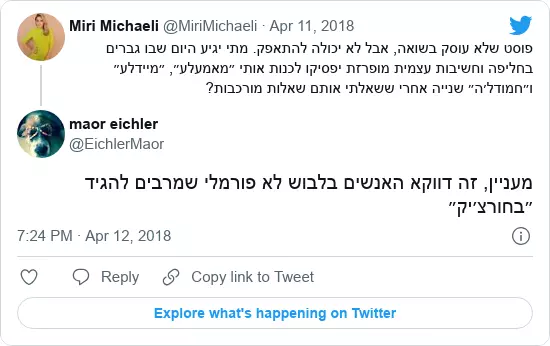 Miri Michaeli @MiriMichaeli · Apr 11, 2018
פוסט שלא עוסק בשואה, אבל לא יכולה להתאפק. מתי יגיע היום שבו גברים
בחליפה וחשיבות עצמית מופרזת יפסיקו לכנות אותי ״מאמעלע״, ״מיידלע״
ו״חמודל׳ה״ שנייה אחרי ששאלתי אותם שאלות מורכבות?
maor eichler
@EichlerMaor
מעניין, זה דווקא האנשים בלבוש לא פורמלי שמרבים להגיד
״בחורצ׳יק״
7:24 PM · Apr 12, 2018
Reply
Copy link to Tweet
Explore what's happening on Twitter